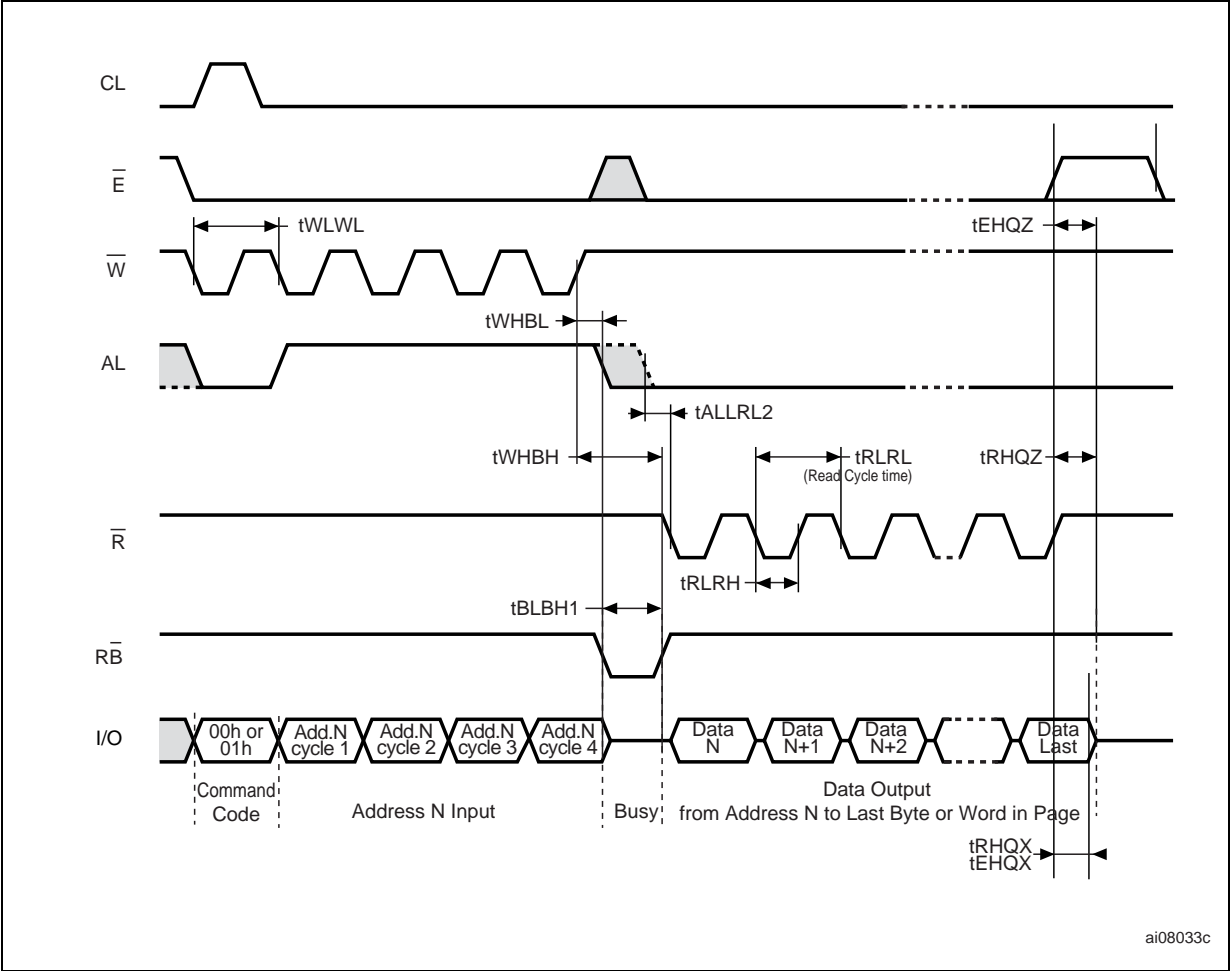 CL
E
tWLWL
tEHQZ
W
tWHBL
AL
tALLRL2
tWHBH
tRLRL
(Read Cycle time)
tRHQZ
R
tRLRH
tBLBH1
RB
I/O
00h or
01h
Add.N
cycle 1
Add.N
cycle 2
Add.N
cycle 3
Add.N
cycle 4
Data
N
Data
N+1
Data
N+2
Data
Last
Command
Code
Address N Input
Busy
Data Output
from Address N to Last Byte or Word in Page
tRHQX
tEHQX
ai08033c